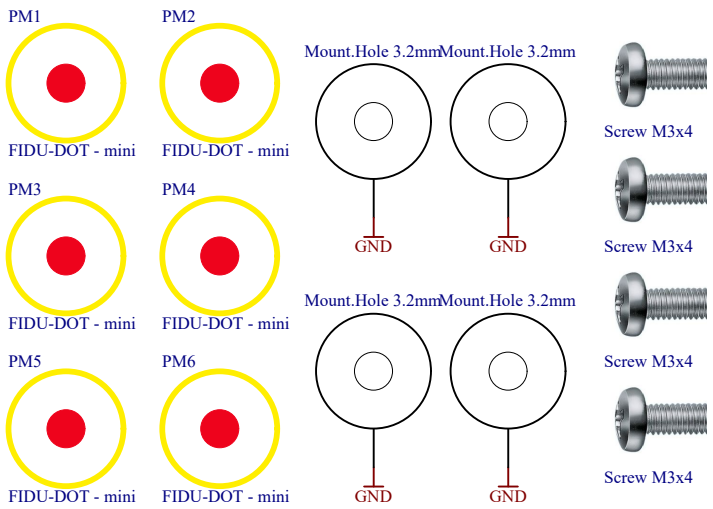 PM1
PM2
FIDU-DOT - mini
FIDU-DOT - mini
PM3
PM4
FIDU-DOT - mini
FIDU-DOT - mini
PM5
PM6
FIDU-DOT - mini
FIDU-DOT - mini
Mount.Hole 3.2mm
Mount.Hole 3.2mm
GND
GND
Mount.Hole 3.2mm
Mount.Hole 3.2mm
GND
GND
Screw M3x4
Screw M3x4
Screw M3x4
Screw M3x4